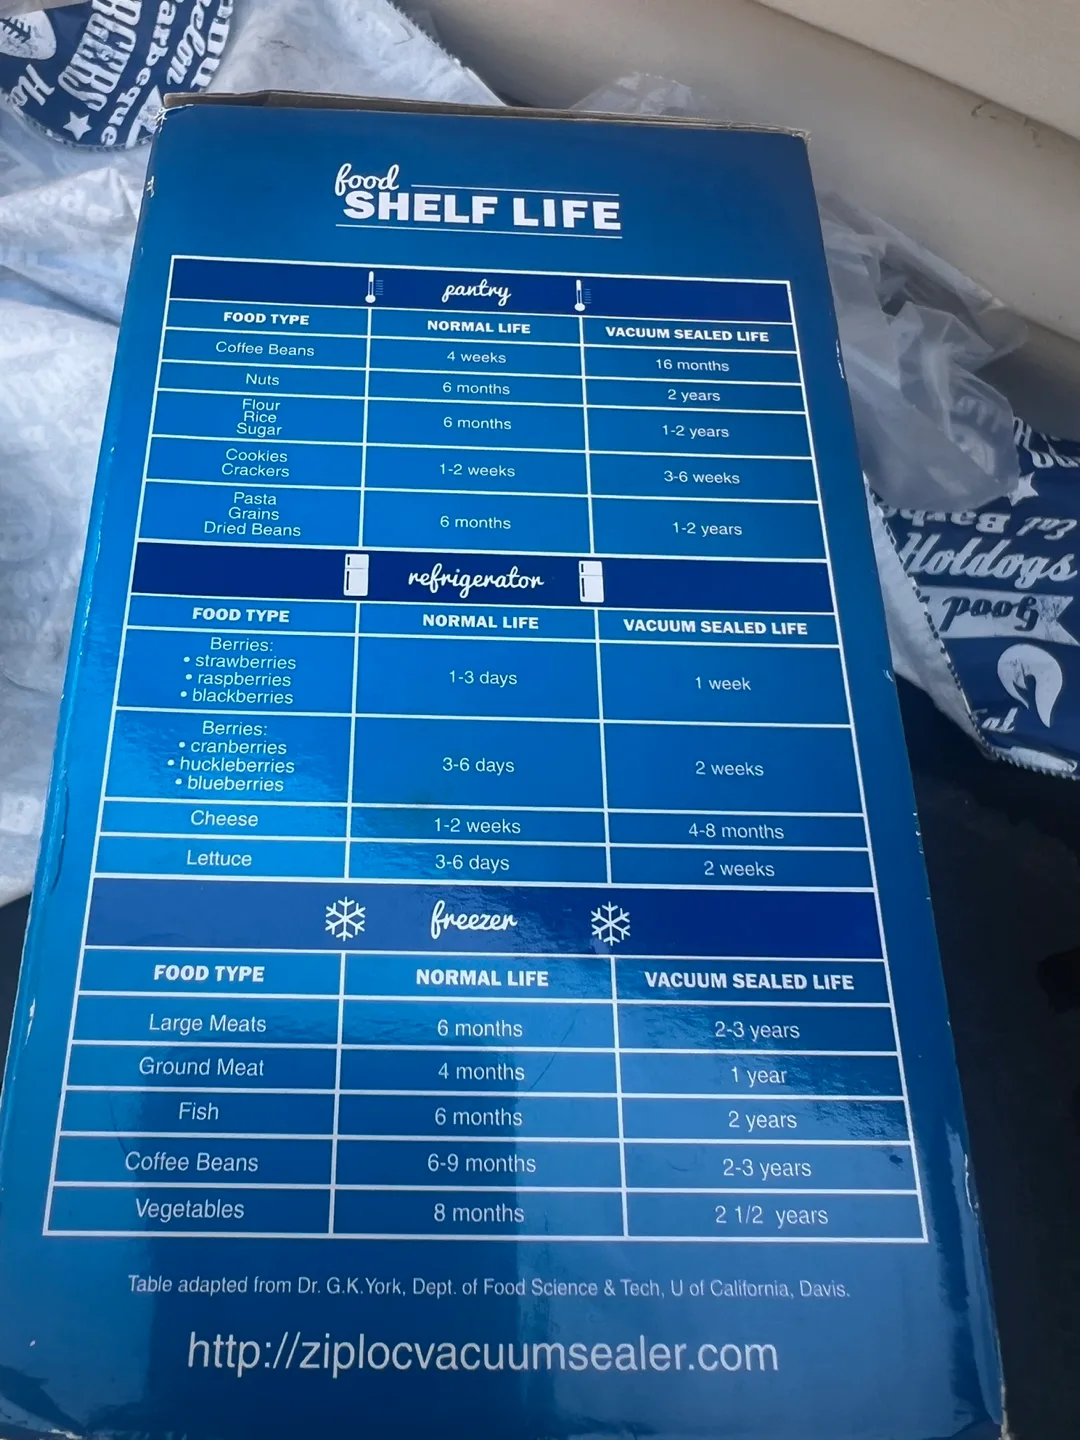 food
SHELF LIFE
pantry
FOOD TYPE NORMAL LIFE VACUUM SEALED LIFE
Coffee Beans 4 weeks 16 months
Nuts 6 months 2 years
Flour
Rice
Sugar 6 months 1-2 years
Cookies
Crackers 1-2 weeks 3-6 weeks
Pasta
Grains
Dried Beans 6 months 1-2 years
refrigerator
FOOD TYPE NORMAL LIFE VACUUM SEALED LIFE
Berries:
• strawberries
• raspberries
• blackberries 1-3 days 1 week
Berries:
• cranberries
• huckleberries
• blueberries 3-6 days 2 weeks
Cheese 1-2 weeks 4-8 months
Lettuce 3-6 days 2 weeks
freezer
FOOD TYPE NORMAL LIFE VACUUM SEALED LIFE
Large Meats 6 months 2-3 years
Ground Meat 4 months 1 year
Fish 6 months 2 years
Coffee Beans 6-9 months 2-3 years
Vegetables 8 months 2 1/2 years
Table adapted from Dr. G.K.York, Dept. of Food Science & Tech, U of California, Davis.
http://ziplocvacuumsealer.com
Hotdogs
good